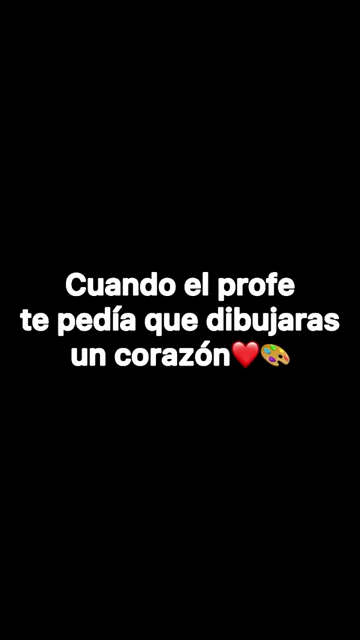 Cuando el profe
te pedía que dibujaras
un corazón❤️🎨